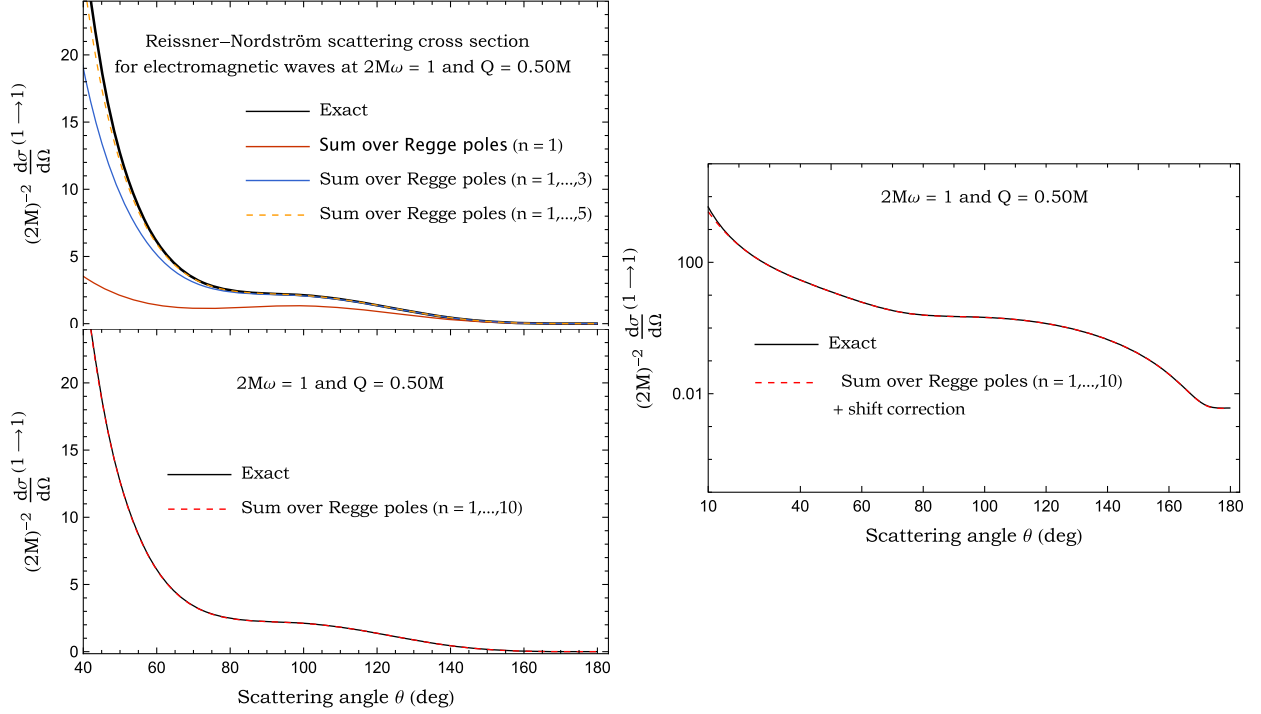 Reissner–Nordström scattering cross section
for electromagnetic waves at 2Mω = 1 and Q = 0.50M
Exact
Sum over Regge poles (n = 1)
Sum over Regge poles (n = 1,...,3)
Sum over Regge poles (n = 1,...,5)
20
15
10
5
0
(2M)⁻² dσ/dΩ (1 ⟶ 1)
2Mω = 1 and Q = 0.50M
Exact
Sum over Regge poles (n = 1,...,10)
20
15
10
5
0
(2M)⁻² dσ/dΩ (1 ⟶ 1)
40 60 80 100 120 140 160 180
Scattering angle θ (deg)
2Mω = 1 and Q = 0.50M
100
0.01
(2M)⁻² dσ/dΩ (1 ⟶ 1)
Exact
Sum over Regge poles (n = 1,...,10)
+ shift correction
10 40 60 80 100 120 140 160 180
Scattering angle θ (deg)